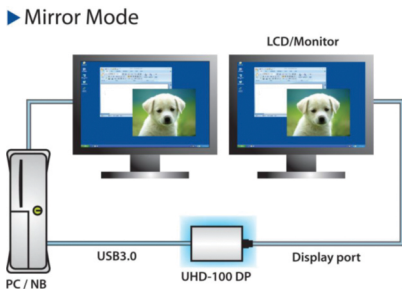 Mirror Mode
LCD/Monitor
USB3.0
Display port
UHD-100 DP
PC / NB